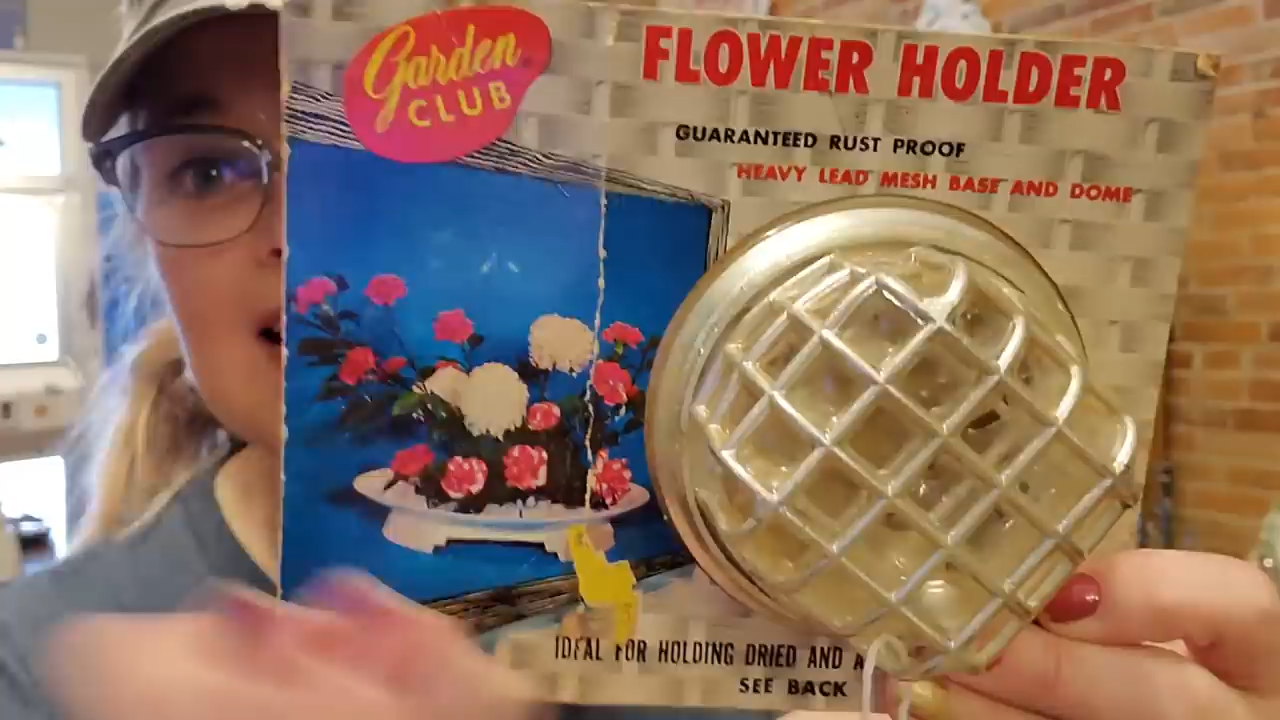 Garden
CLUB
FLOWER HOLDER
GUARANTEED RUST PROOF
HEAVY LEAD MESH BASE AND DOME
IDEAL FOR HOLDING DRIED AND
SEE BACK